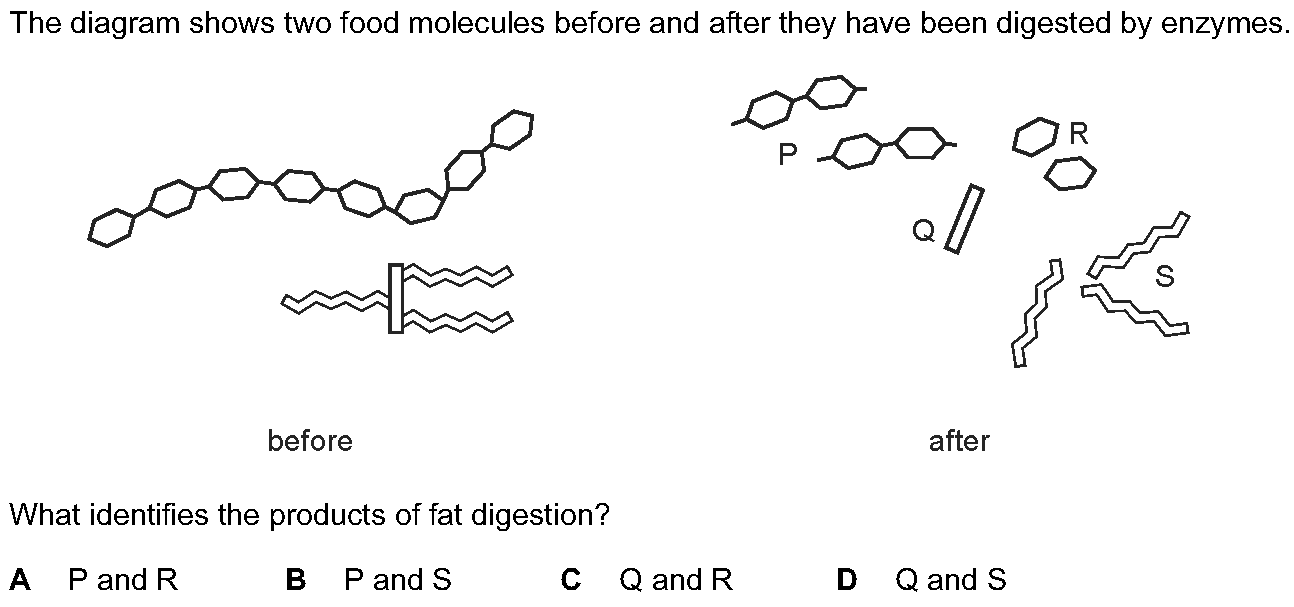 The diagram shows two food molecules before and after they have been digested by enzymes.
P
R
Q
S
before
after
What identifies the products of fat digestion?
A P and R B P and S C Q and R D Q and S